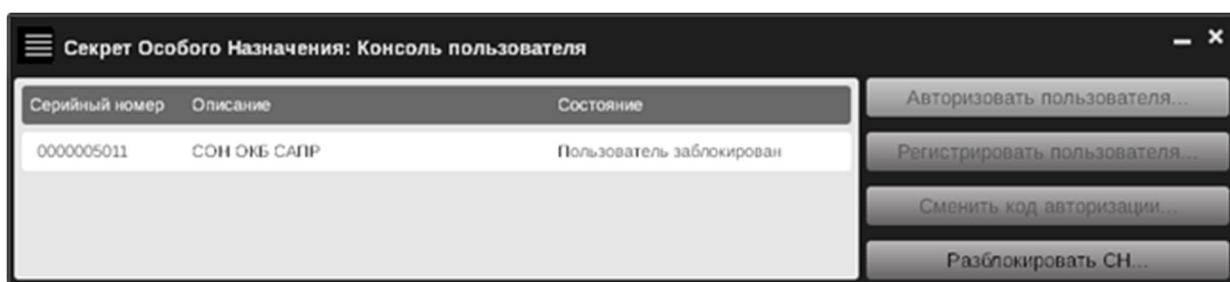 Секрет Особого Назначения: Консоль пользователя
Серийный номер Описание Состояние
0000005011 СОН ОКБ САПР Пользователь заблокирован
Авторизовать пользователя...
Регистрировать пользователя...
Сменить код авторизации...
Разблокировать СН...